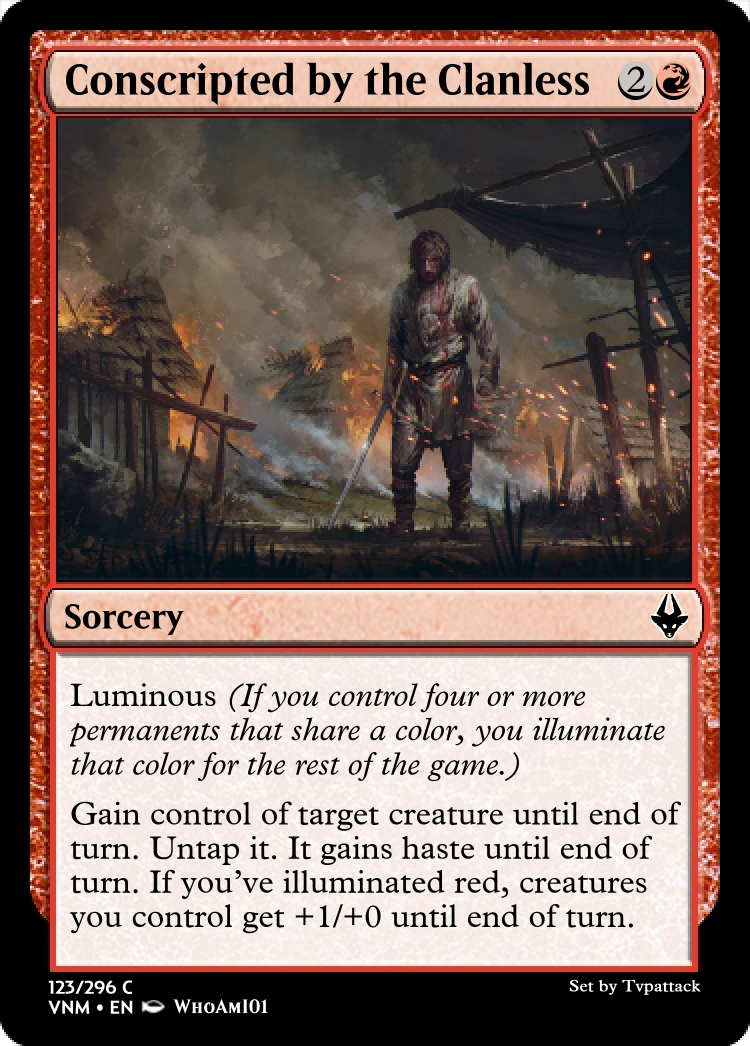 Conscripted by the Clanless 2
Sorcery
Luminous (If you control four or more
permanents that share a color, you illuminate
that color for the rest of the game.)
Gain control of target creature until end of
turn. Untap it. It gains haste until end of
turn. If you've illuminated red, creatures
you control get +1/+0 until end of turn.
123/296 C
VNM • EN WhoAmI01
Set by Tvpattack